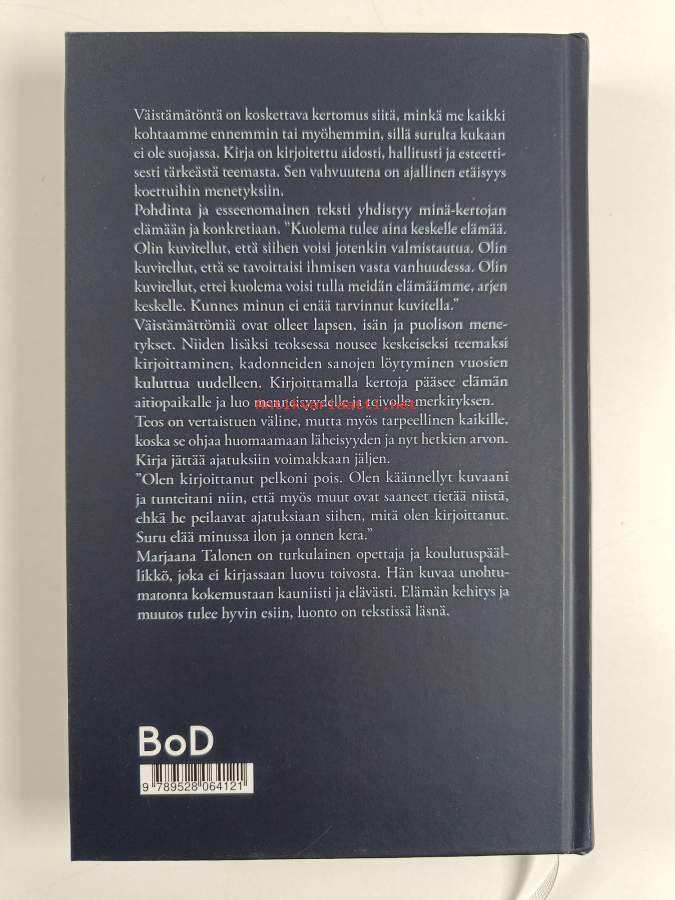 Väistämätöntä on koskettava kertomus siitä, minkä me kaikki
kohtaamme ennemmin tai myöhemmin, sillä surulta kukaan
ei ole suojassa. Kirja on kirjoitettu aidosti, hallitusti ja esteetti-
sesti tärkeästä teemasta. Sen vahvuutena on ajallinen etäisyys
koettuihin menetyksiin.
Pohdinta ja esseenomainen teksti yhdistyy minä-kertojan
elämään ja konkretiaan. ”Kuolema tulee aina keskelle elämää.
Olin kuvitellut, että siihen voisi jotenkin valmistautua. Olin
kuvitellut, että se tavoittaisi ihmisen vasta vanhuudessa. Olin
kuvitellut, ettei kuolema voisi tulla meidän elämäämme, arjen
keskelle. Kunnes minun ei enää tarvinnut kuvitella.”
Väistämättömiä ovat olleet lapsen, isän ja puolison mene-
tykset. Niiden lisäksi teoksessa nousee keskeiseksi teemaksi
kirjoittaminen, kadonneiden sanojen löytyminen vuosien
kuluttua uudelleen. Kirjoittamalla kertoja pääsee elämän
aitiopaikalle ja luo menneisyydelle ja toivolle merkityksen.
Antikvariaatti.net
Teos on vertaistuen väline, mutta myös tarpeellinen kaikille,
koska se ohjaa huomaamaan läheisyyden ja nyt hetkien arvon.
Kirja jättää ajatuksiin voimakkaan jäljen.
”Olen kirjoittanut pelkoni pois. Olen käännellyt kuvaani
ja tunteitani niin, että myös muut ovat saaneet tietää niistä,
ehkä he peilaavat ajatuksiaan siihen, mitä olen kirjoittanut.
Suru elää minussa ilon ja onnen kera.”
Marjaana Talonen on turkulainen opettaja ja koulutuspääl-
likkö, joka ei kirjassaan luovu toivosta. Hän kuvaa unohtu-
matonta kokemustaan kauniisti ja elävästi. Elämän kehitys ja
muutos tulee hyvin esiin, luonto on tekstissä läsnä.
BoD
9 789528 064121